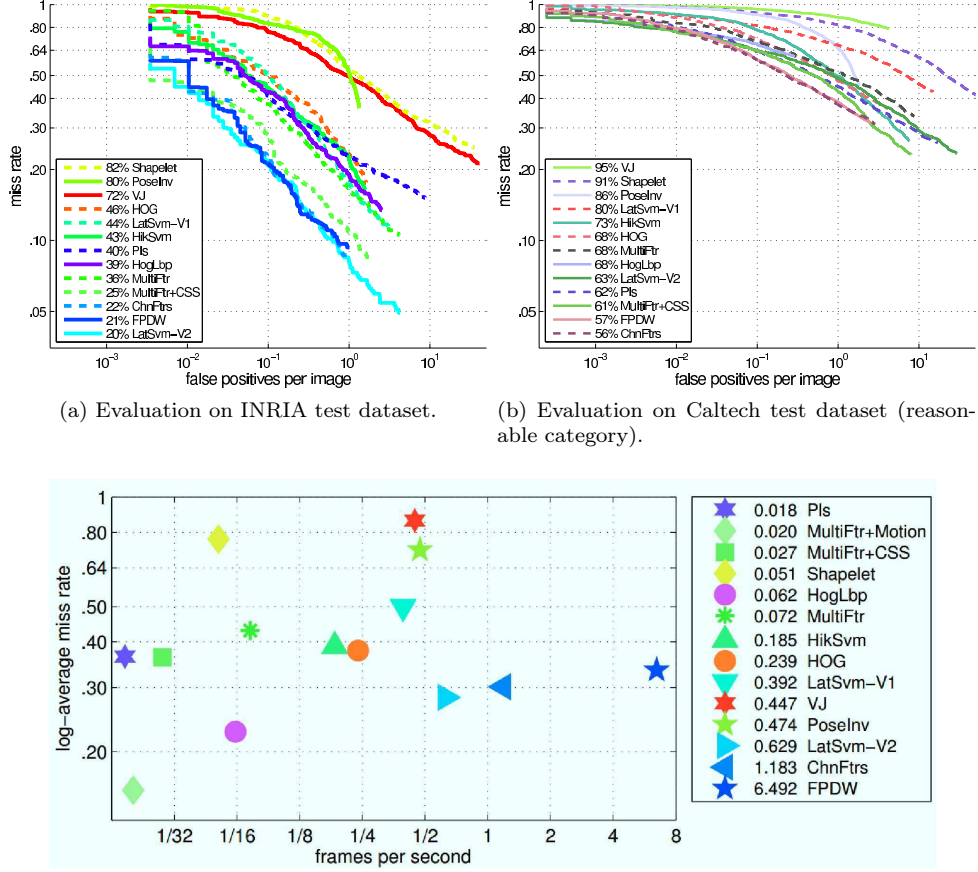 1
.80
.64
.50
.40
.30
.20
.10
.05
miss rate
82% Shapelet
80% PoseInv
72% VJ
46% HOG
44% LatSvm-V1
43% HikSvm
40% Pls
39% HogLbp
36% MultiFtr
25% MultiFtr+CSS
22% ChnFtrs
21% FPDW
20% LatSvm-V2
10^-3 10^-2 10^-1 10^0 10^1
false positives per image
(a) Evaluation on INRIA test dataset.
1
.80
.64
.50
.40
.30
.20
.10
.05
miss rate
95% VJ
91% Shapelet
86% PoseInv
80% LatSvm-V1
73% HikSvm
68% HOG
68% MultiFtr
68% HogLbp
63% LatSvm-V2
62% Pls
61% MultiFtr+CSS
57% FPDW
56% ChnFtrs
10^-3 10^-2 10^-1 10^0 10^1
false positives per image
(b) Evaluation on Caltech test dataset (reason-
able category).
1
.80
.64
.50
.40
.30
.20
log-average miss rate
1/32 1/16 1/8 1/4 1/2 1 2 4 8
frames per second
0.018 Pls
0.020 MultiFtr+Motion
0.027 MultiFtr+CSS
0.051 Shapelet
0.062 HogLbp
0.072 MultiFtr
0.185 HikSvm
0.239 HOG
0.392 LatSvm-V1
0.447 VJ
0.474 PoseInv
0.629 LatSvm-V2
1.183 ChnFtrs
6.492 FPDW